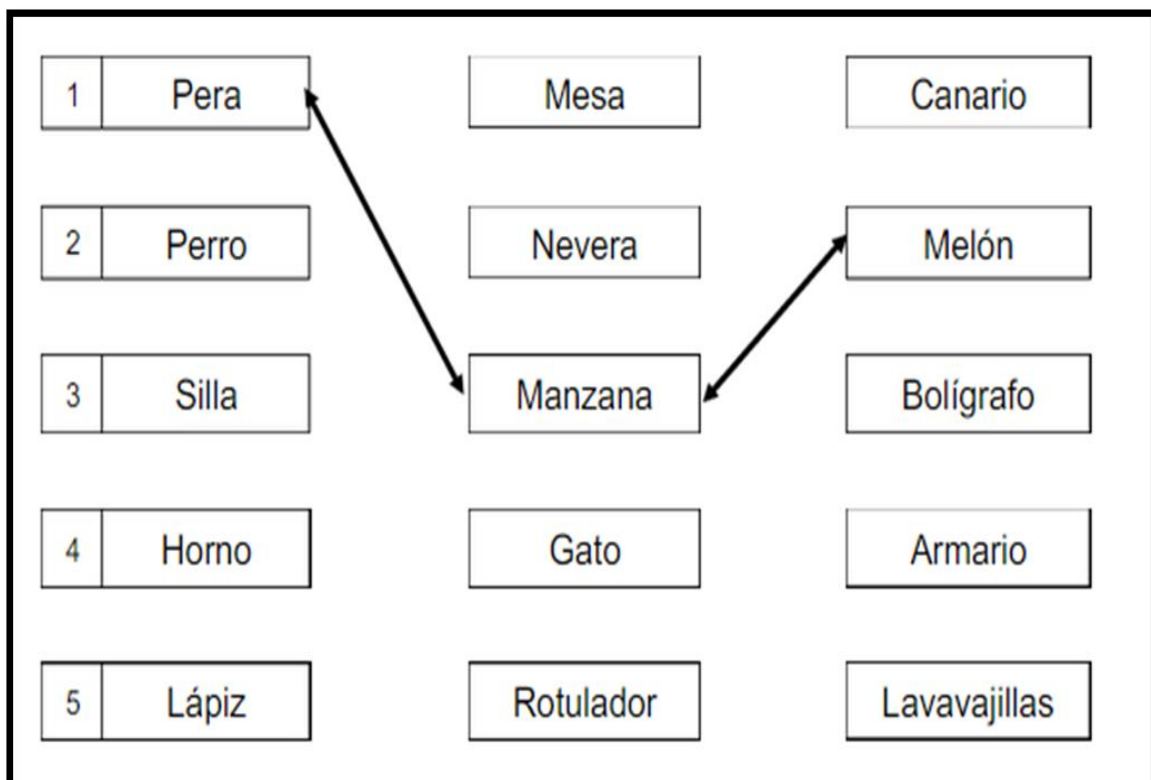 1 Pera Mesa Canario
2 Perro Nevera Melón
3 Silla Manzana Bolígrafo
4 Horno Gato Armario
5 Lápiz Rotulador Lavavajillas